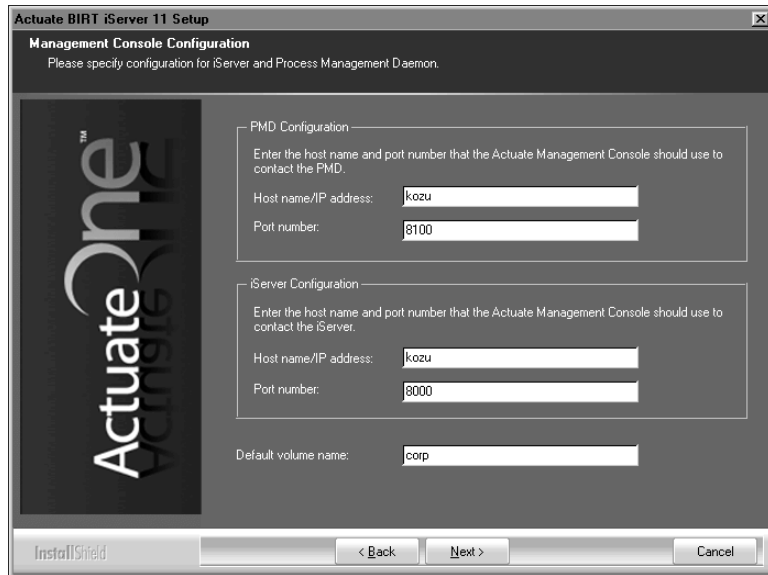 Actuate BIRT iServer 11 Setup
Management Console Configuration
Please specify configuration for iServer and Process Management Daemon.
ActuateOne™
PMD Configuration
Enter the host name and port number that the Actuate Management Console should use to
contact the PMD.
Host name/IP address: kozu
Port number: 8100
iServer Configuration
Enter the host name and port number that the Actuate Management Console should use to
contact the iServer.
Host name/IP address: kozu
Port number: 8000
Default volume name: corp
InstallShield
< Back
Next >
Cancel